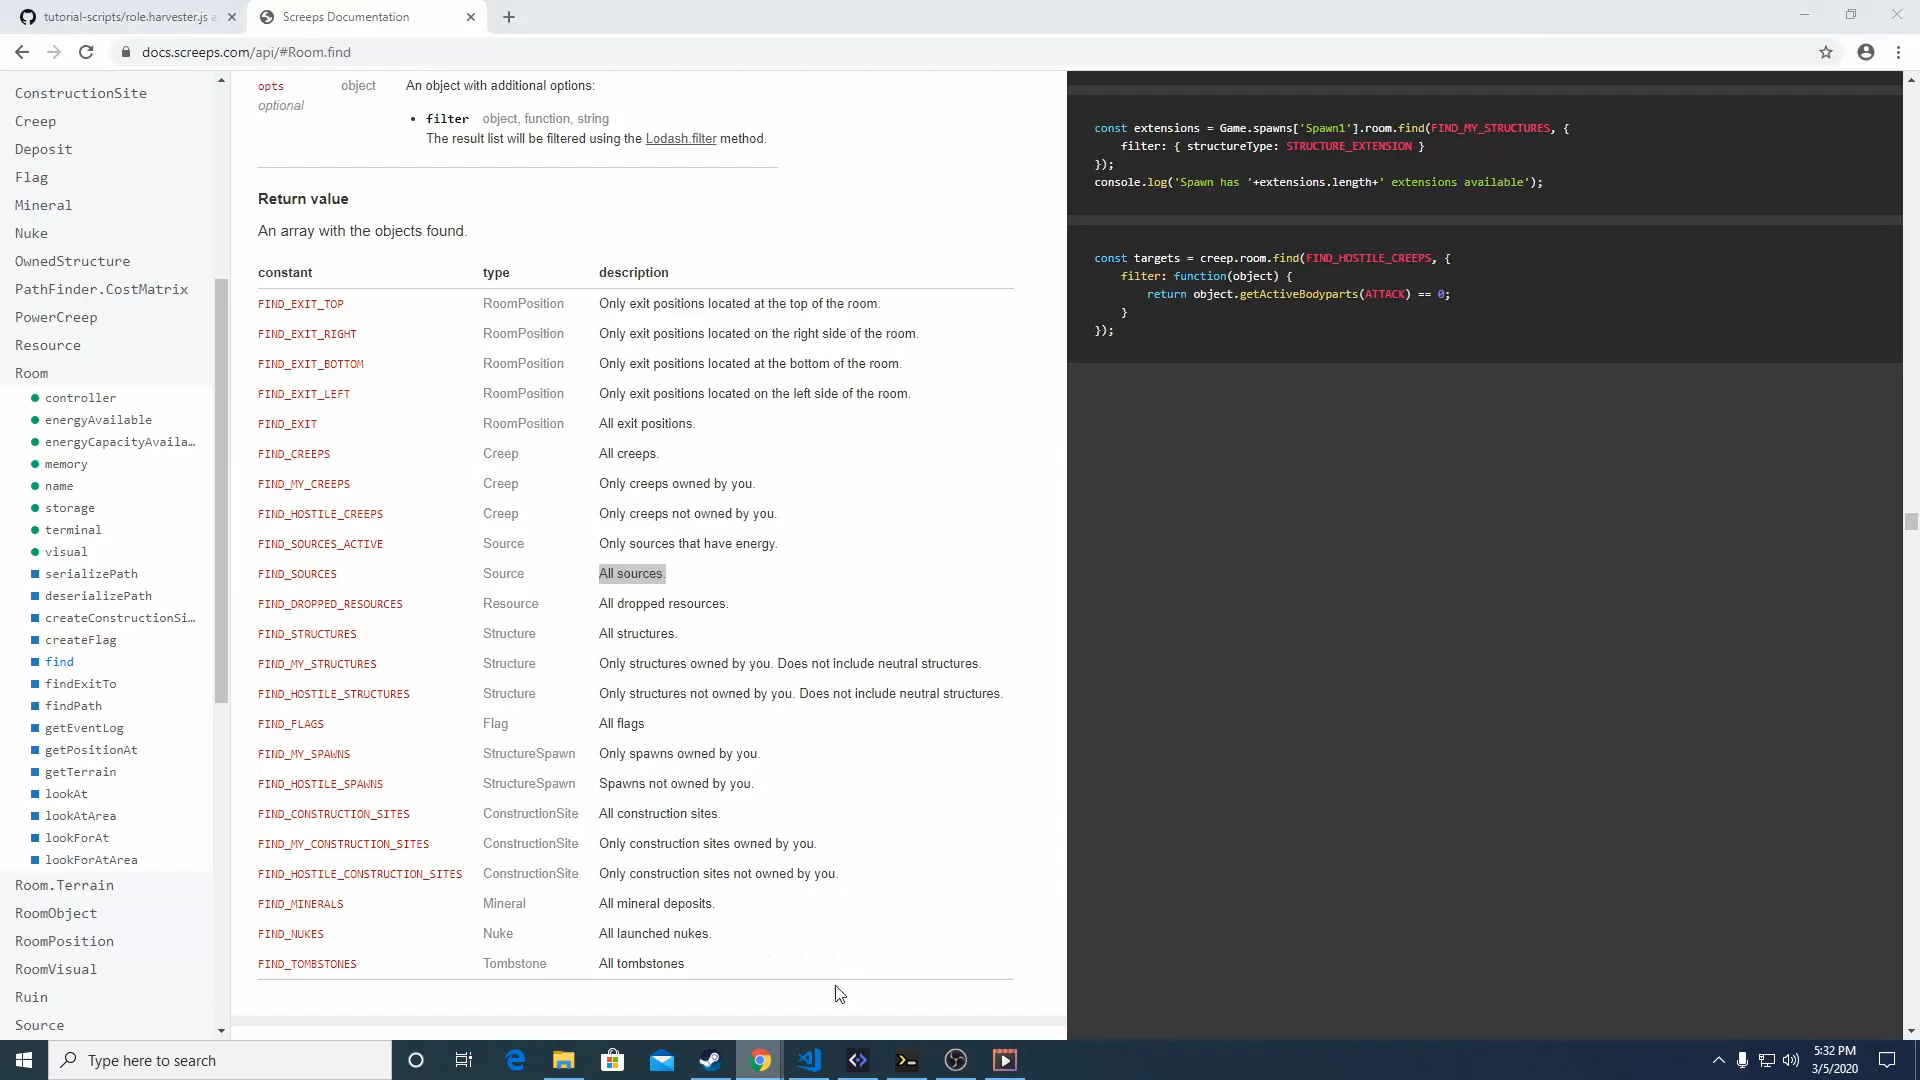 tutorial-scripts/role.harvester.js a
Screeps Documentation
docs.screeps.com/api/#Room.find
ConstructionSite
Creep
Deposit
Flag
Mineral
Nuke
OwnedStructure
PathFinder.CostMatrix
PowerCreep
Resource
Room
controller
energyAvailable
energyCapacityAvaila…
memory
name
storage
terminal
visual
serializePath
deserializePath
createConstructionSi…
createFlag
find
findExitTo
findPath
getEventLog
getPositionAt
getTerrain
lookAt
lookAtArea
lookForAt
lookForAtArea
Room.Terrain
RoomObject
RoomPosition
RoomVisual
Ruin
Source
opts object An object with additional options:
optional
• filter object, function, string
The result list will be filtered using the Lodash.filter method.
Return value
An array with the objects found.
constant type description
FIND_EXIT_TOP RoomPosition Only exit positions located at the top of the room.
FIND_EXIT_RIGHT RoomPosition Only exit positions located on the right side of the room.
FIND_EXIT_BOTTOM RoomPosition Only exit positions located at the bottom of the room.
FIND_EXIT_LEFT RoomPosition Only exit positions located on the left side of the room.
FIND_EXIT RoomPosition All exit positions.
FIND_CREEPS Creep All creeps.
FIND_MY_CREEPS Creep Only creeps owned by you.
FIND_HOSTILE_CREEPS Creep Only creeps not owned by you.
FIND_SOURCES_ACTIVE Source Only sources that have energy.
FIND_SOURCES Source All sources.
FIND_DROPPED_RESOURCES Resource All dropped resources.
FIND_STRUCTURES Structure All structures.
FIND_MY_STRUCTURES Structure Only structures owned by you. Does not include neutral structures.
FIND_HOSTILE_STRUCTURES Structure Only structures not owned by you. Does not include neutral structures.
FIND_FLAGS Flag All flags
FIND_MY_SPAWNS StructureSpawn Only spawns owned by you.
FIND_HOSTILE_SPAWNS StructureSpawn Spawns not owned by you.
FIND_CONSTRUCTION_SITES ConstructionSite All construction sites.
FIND_MY_CONSTRUCTION_SITES ConstructionSite Only construction sites owned by you.
FIND_HOSTILE_CONSTRUCTION_SITES ConstructionSite Only construction sites not owned by you.
FIND_MINERALS Mineral All mineral deposits.
FIND_NUKES Nuke All launched nukes.
FIND_TOMBSTONES Tombstone All tombstones
const extensions = Game.spawns['Spawn1'].room.find(FIND_MY_STRUCTURES, {
filter: { structureType: STRUCTURE_EXTENSION }
});
console.log('Spawn has '+extensions.length+' extensions available');
const targets = creep.room.find(FIND_HOSTILE_CREEPS, {
filter: function(object) {
return object.getActiveBodyparts(ATTACK) == 0;
}
});
Type here to search
5:32 PM
3/5/2020